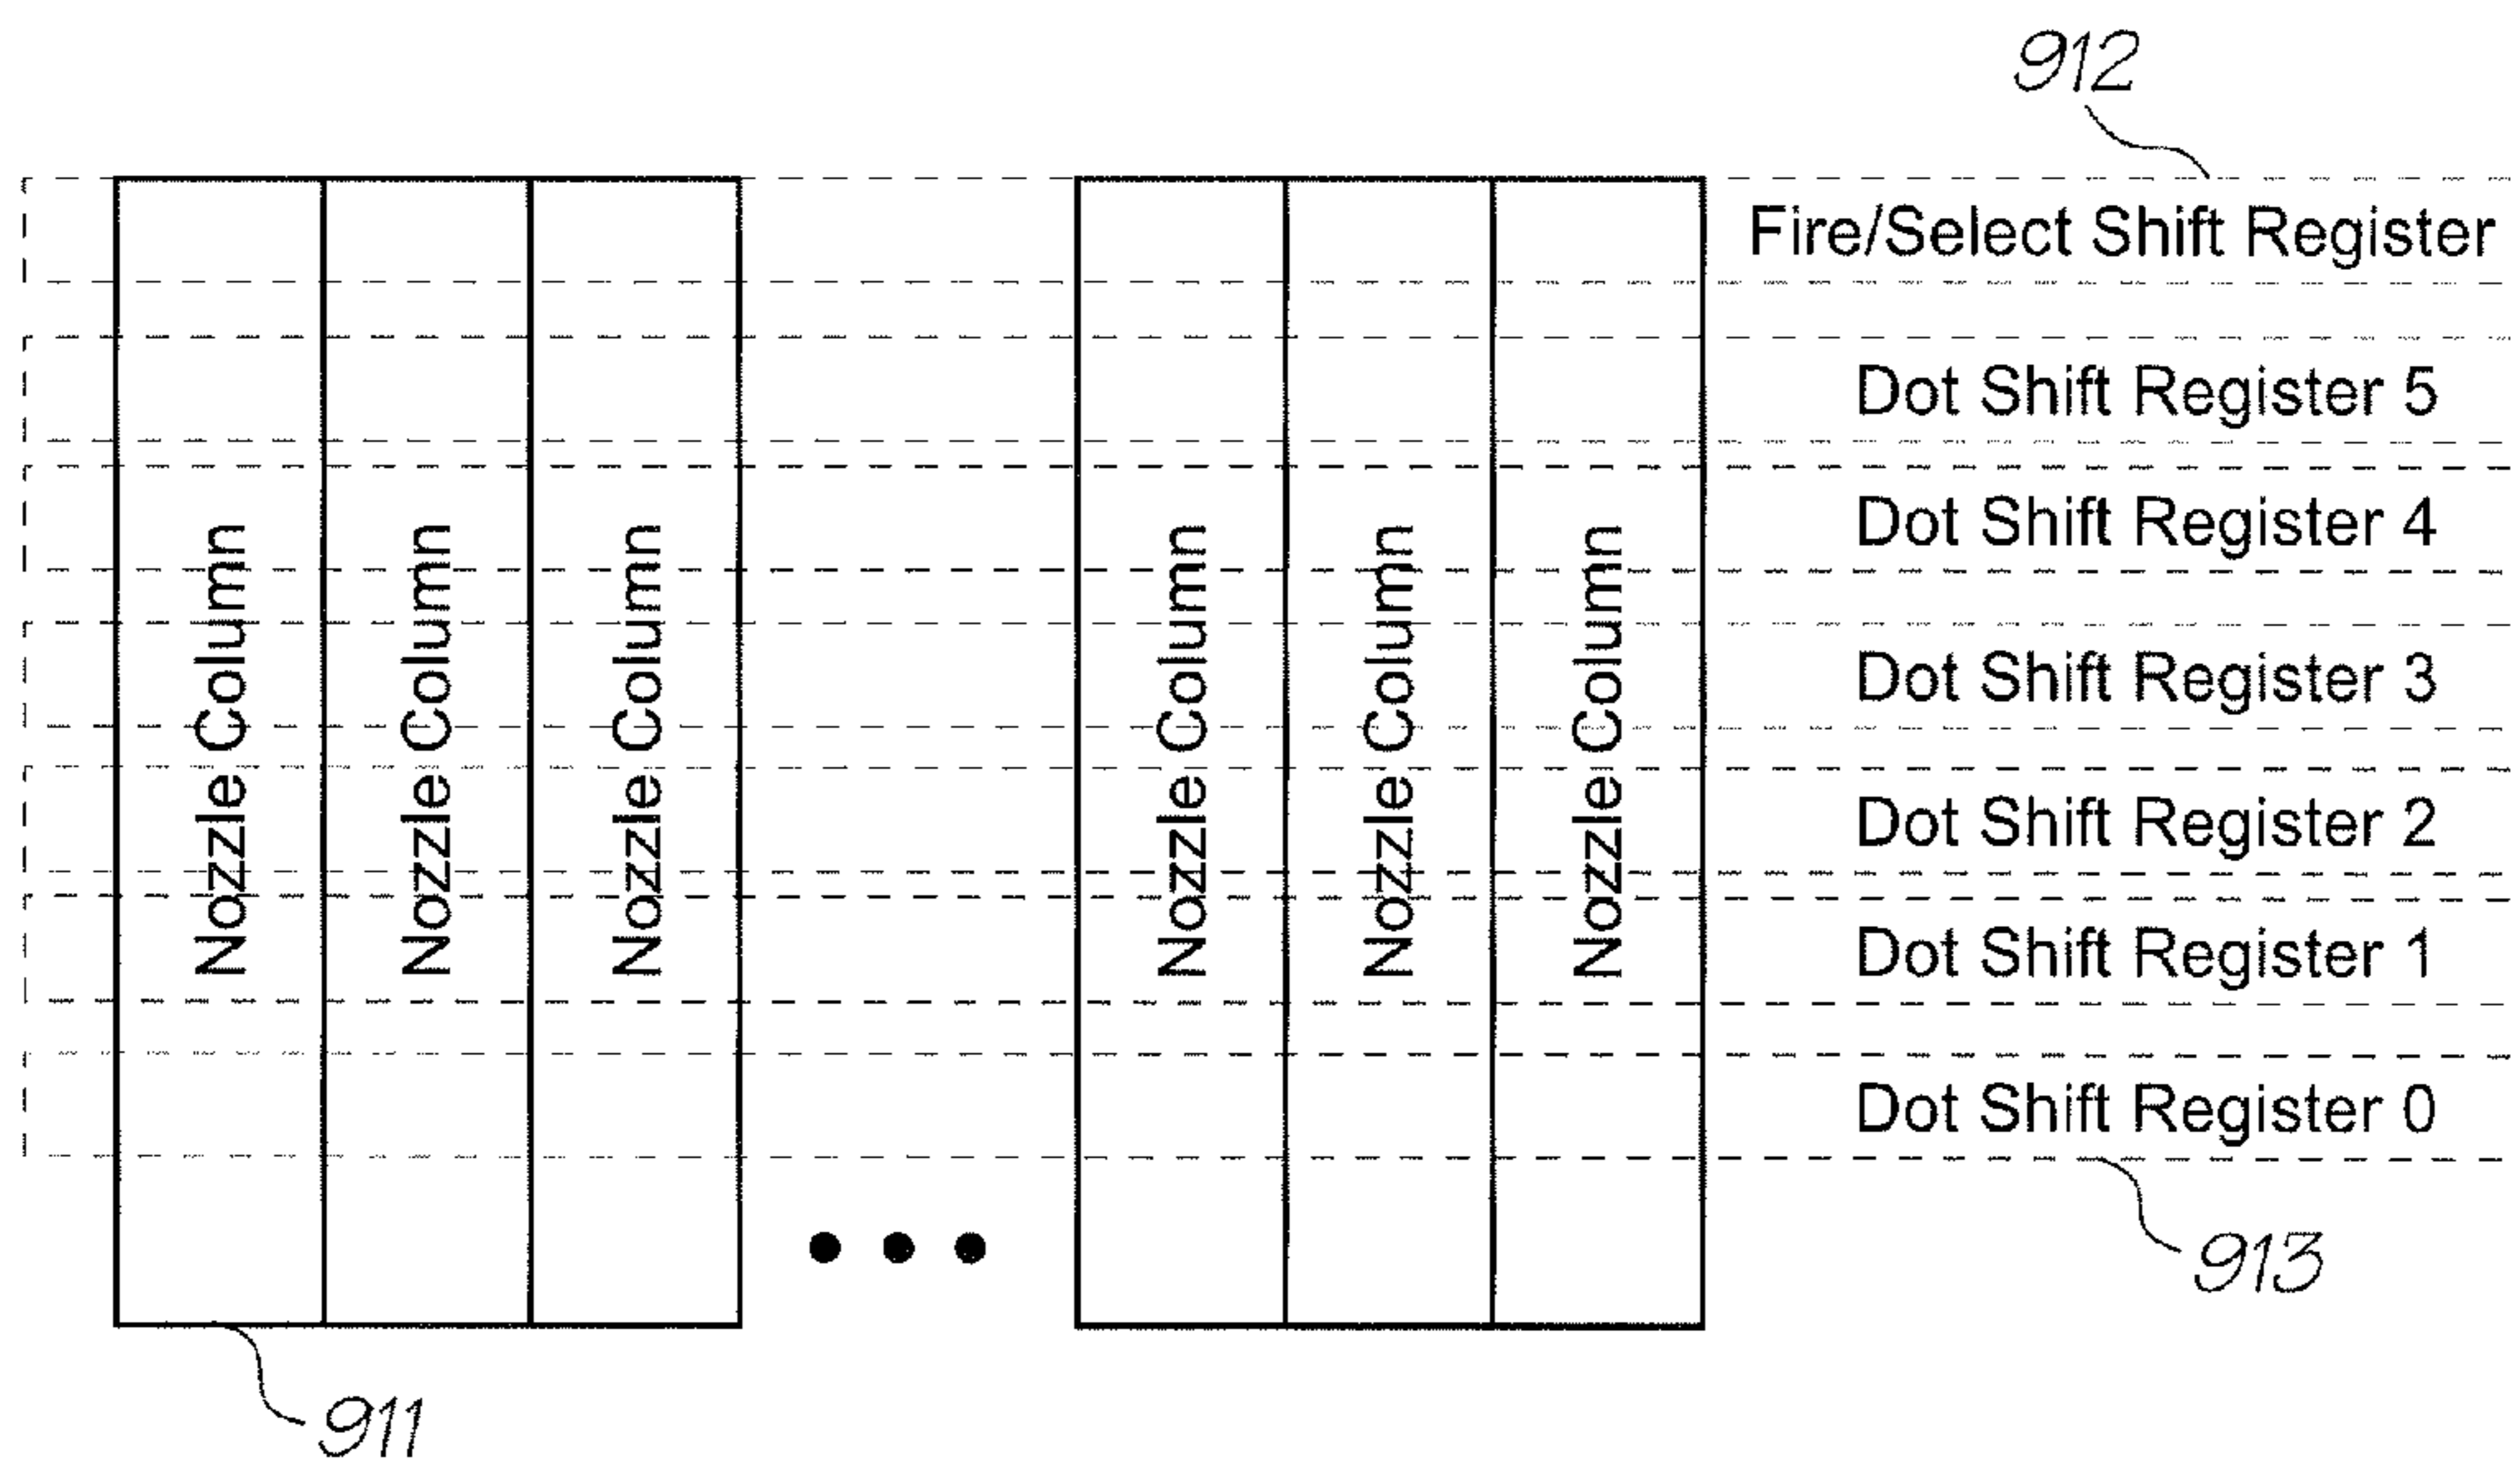 912
Fire/Select Shift Register
Dot Shift Register 5
Dot Shift Register 4
Dot Shift Register 3
Dot Shift Register 2
Dot Shift Register 1
Dot Shift Register 0
Nozzle Column
Nozzle Column
Nozzle Column
Nozzle Column
Nozzle Column
Nozzle Column
913
911